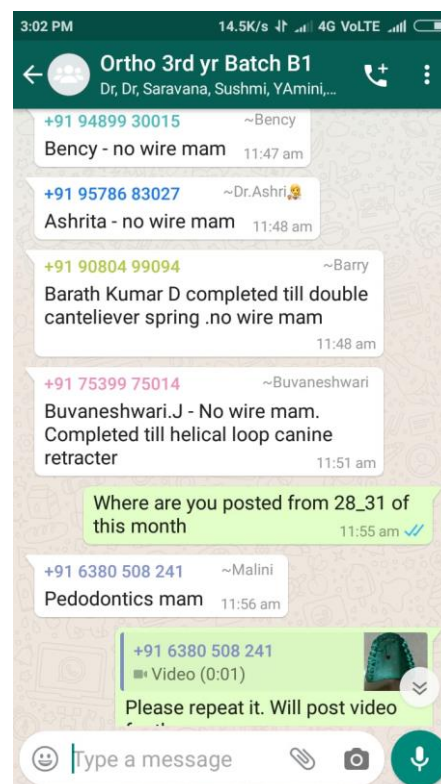 3:02 PM 14.5K/s 4G VoLTE
Ortho 3rd yr Batch B1
Dr, Dr, Saravana, Sushmi, YAmini,...
+91 94899 30015 ~Bency
Bency - no wire mam 11:47 am
+91 95786 83027 ~Dr.Ashri
Ashrita - no wire mam 11:48 am
+91 90804 99094 ~Barry
Barath Kumar D completed till double
canteliever spring .no wire mam
11:48 am
+91 75399 75014 ~Buvaneshwari
Buvaneshwari.J - No wire mam.
Completed till helical loop canine
retracter 11:51 am
Where are you posted from 28_31 of
this month 11:55 am
+91 6380 508 241 ~Malini
Pedodontics mam 11:56 am
+91 6380 508 241
Video (0:01)
Please repeat it. Will post video
Type a message